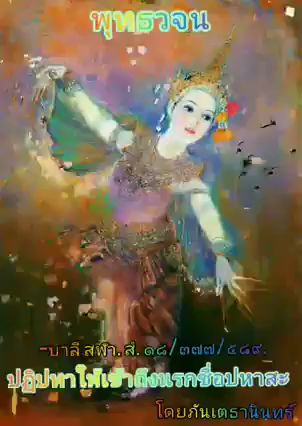 พุทธวจน
-บาลี สฬา. สํ. ๑๘/๓๗๗/๕๘๙.
ปฏิปทาให้เข้าถึงนรกชื่อปหาสะ
โดยภันเตธานินทร์